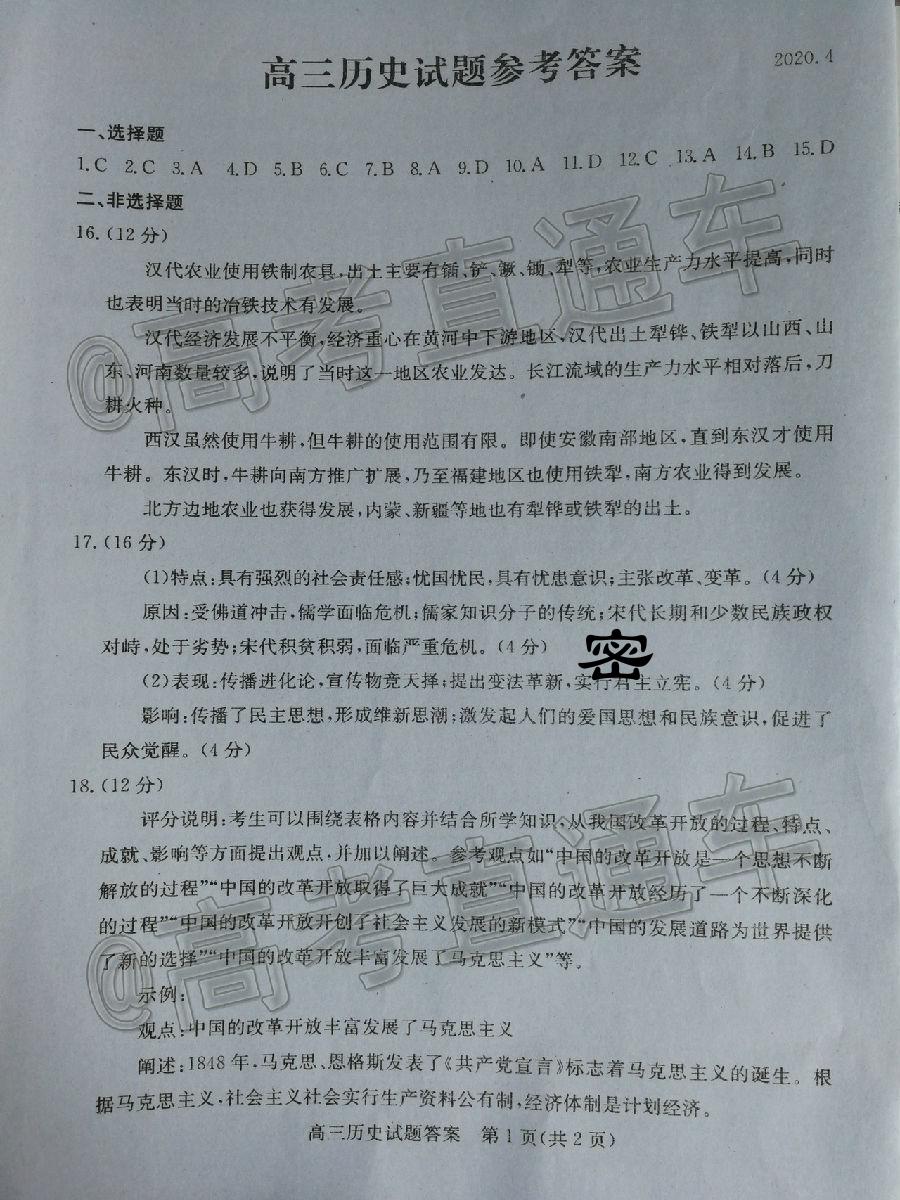 高三历史试题参考答案
2020.4
一、选择题
1.C 2.C 3.A 4.D 5.B 6.C 7.B 8.A 9.D 10.A 11.D 12.C 13.A 14.B 15.D
二、非选择题
16.(12分)
汉代农业使用铁制农具,出土主要有锸、铲、镢、锄、犁等,农业生产力水平提高,同时
也表明当时的冶铁技术有发展。
汉代经济发展不平衡,经济重心在黄河中下游地区,汉代出土犁铧、铁犁以山西、山
东、河南数量较多,说明了当时这一地区农业发达。长江流域的生产力水平相对落后,刀
耕火种。
西汉虽然使用牛耕,但牛耕的使用范围有限。即使安徽南部地区,直到东汉才使用
牛耕。东汉时,牛耕向南方推广扩展,乃至福建地区也使用铁犁,南方农业得到发展。
北方边地农业也获得发展,内蒙、新疆等地也有犁铧或铁犁的出土。
17.(16分)
(1)特点:具有强烈的社会责任感;忧国忧民,具有忧患意识;主张改革、变革。(4分)
原因:受佛道冲击,儒学面临危机;儒家知识分子的传统;宋代长期和少数民族政权
对峙,处于劣势;宋代积贫积弱,面临严重危机。(4分)
密
(2)表现:传播进化论,宣传物竞天择;提出变法革新,实行君主立宪。(4分)
影响:传播了民主思想,形成维新思潮;激发起人们的爱国思想和民族意识,促进了
民众觉醒。(4分)
18.(12分)
评分说明:考生可以围绕表格内容并结合所学知识,从我国改革开放的过程、特点、
成就、影响等方面提出观点,并加以阐述。参考观点如“中国的改革开放是一个思想不断
解放的过程”“中国的改革开放取得了巨大成就”“中国的改革开放经历了一个不断深化
的过程”“中国的改革开放开创了社会主义发展的新模式”“中国的发展道路为世界提供
了新的选择”“中国的改革开放丰富发展了马克思主义”等。
示例:
观点:中国的改革开放丰富发展了马克思主义
阐述:1848年,马克思、恩格斯发表了《共产党宣言》标志着马克思主义的诞生。根
据马克思主义,社会主义社会实行生产资料公有制,经济体制是计划经济。
高三历史试题答案 第1页(共2页)
@高考直通车
@高考直通车